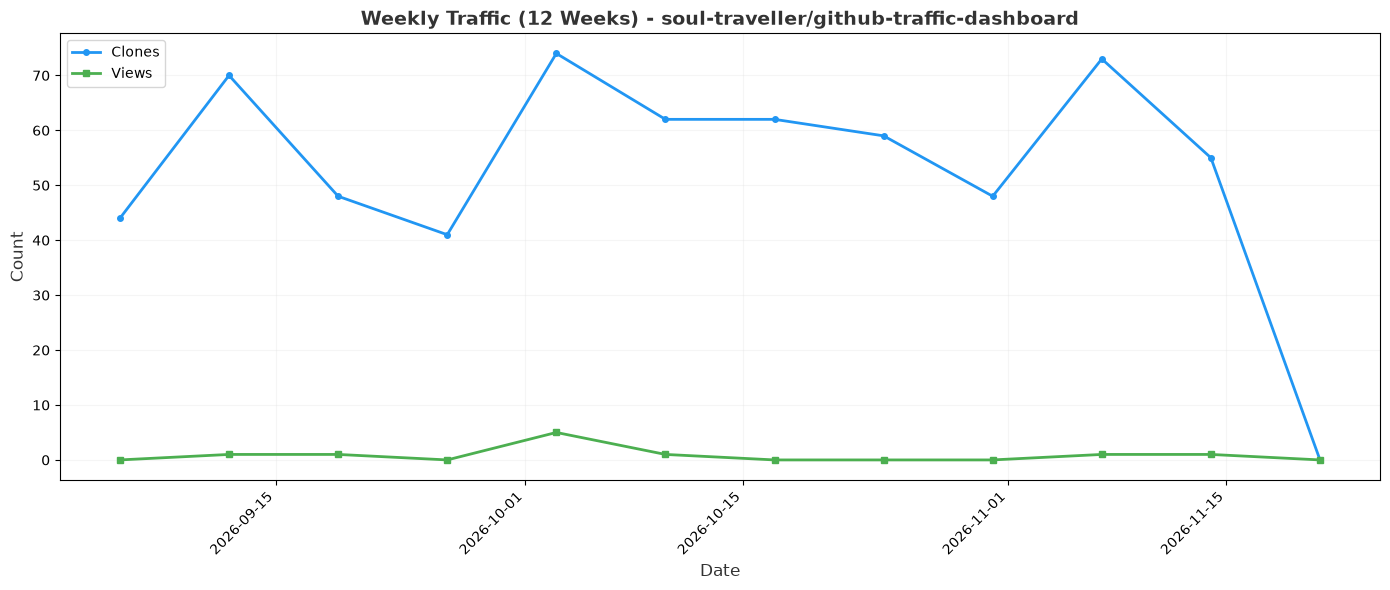 Weekly Traffic (12 Weeks) - soul-traveller/github-traffic-dashboard
Clones
Views
Count
70
60
50
40
30
20
10
0
2026-09-15
2026-10-01
2026-10-15
2026-11-01
2026-11-15
Date